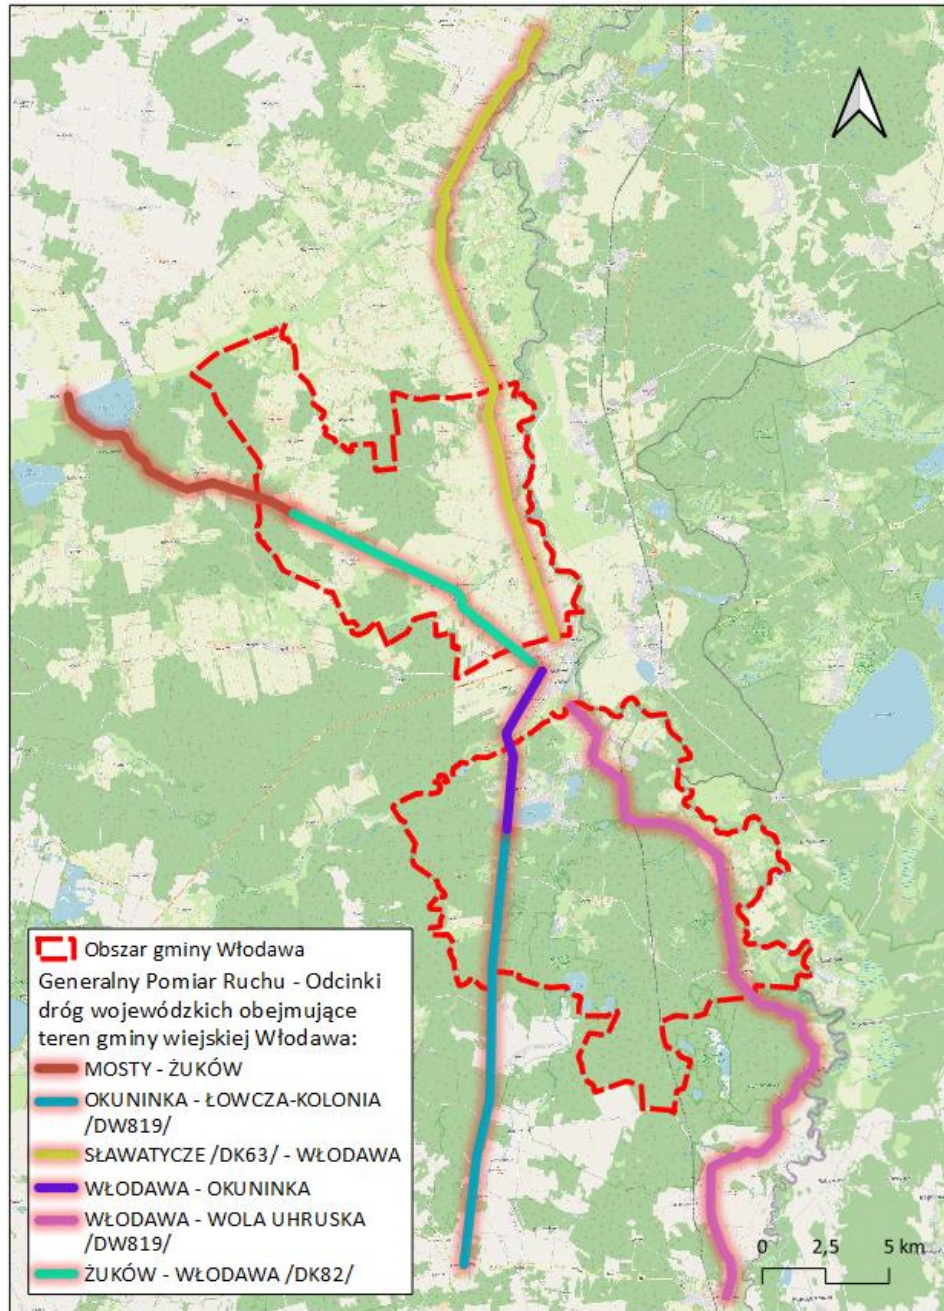 Obszar gminy Włodawa
Generalny Pomiar Ruchu - Odcinki
dróg wojewódzkich obejmujące
teren gminy wiejskiej Włodawa:
MOSTY - ŻUKÓW
OKUNINKA - ŁOWCZA-KOLONIA
/DW819/
SŁAWATYCZE /DK63/ - WŁODAWA
WŁODAWA - OKUNINKA
WŁODAWA - WOLA UHRUSKA
/DW819/
ŻUKÓW - WŁODAWA /DK82/
0 2,5 5 km